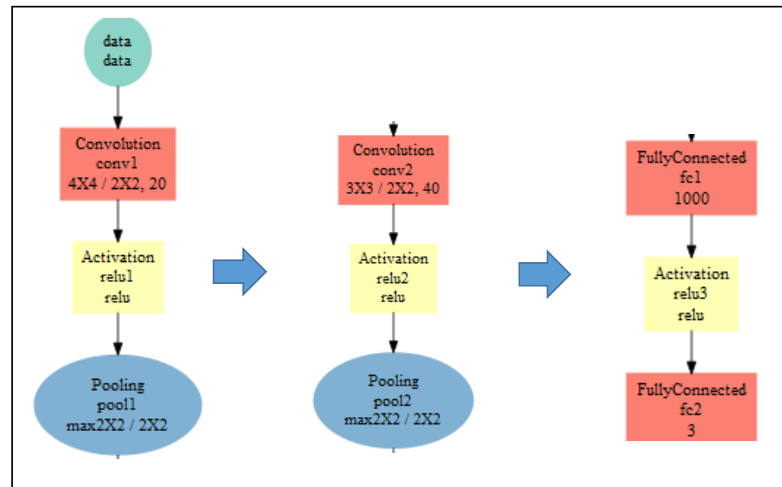 data
data
Convolution
conv1
4X4 / 2X2, 20
Activation
relu1
relu
Pooling
pool1
max2X2 / 2X2
Convolution
conv2
3X3 / 2X2, 40
Activation
relu2
relu
Pooling
pool2
max2X2 / 2X2
FullyConnected
fc1
1000
Activation
relu3
relu
FullyConnected
fc2
3